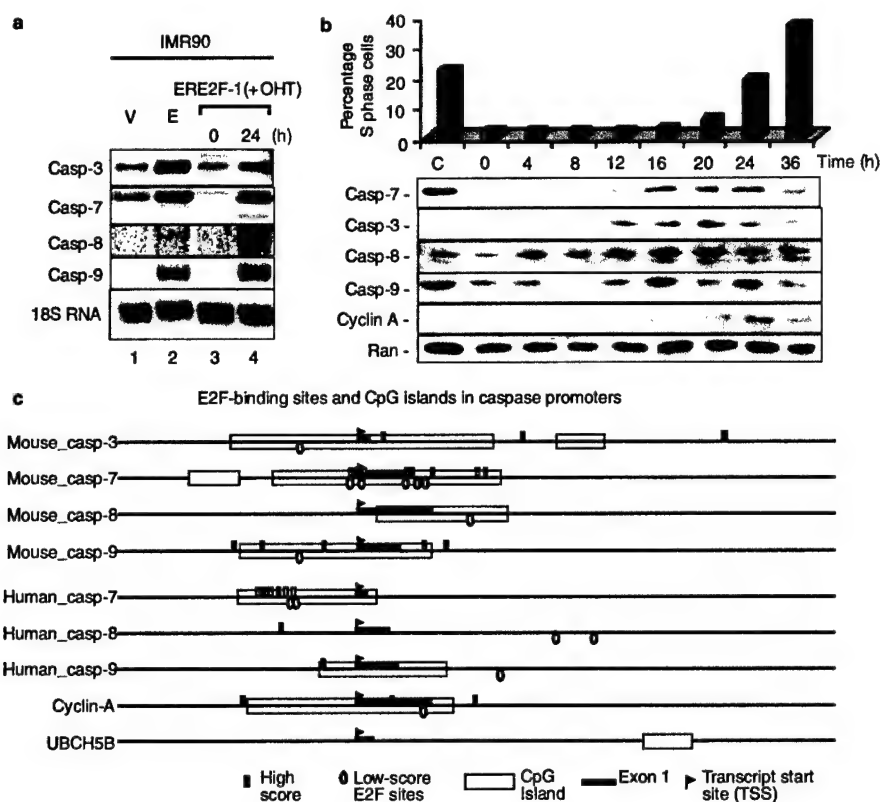 a
IMR90
ERE2F-1(+OHT)
V E 0 24 (h)
Casp-3
Casp-7
Casp-8
Casp-9
18S RNA
1 2 3 4
b
Percentage
S phase cells
40
30
20
10
0
C 0 4 8 12 16 20 24 36 Time (h)
Casp-7 -
Casp-3 -
Casp-8 -
Casp-9 -
Cyclin A -
Ran -
c E2F-binding sites and CpG islands in caspase promoters
Mouse_casp-3
Mouse_casp-7
Mouse_casp-8
Mouse_casp-9
Human_casp-7
Human_casp-8
Human_casp-9
Cyclin-A
UBCH5B
High
score
Low-score
E2F sites
CpG
Island
Exon 1
Transcript start
site (TSS)